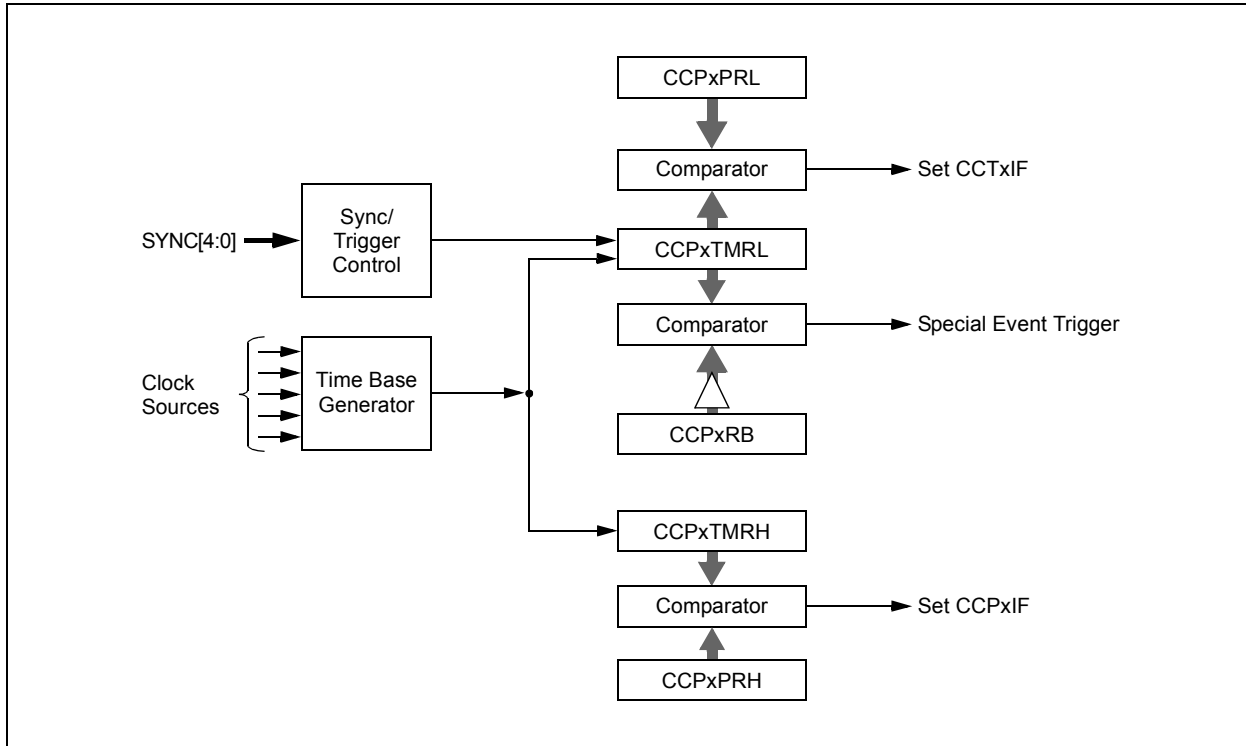 CCPxPRL
Comparator
Set CCTxIF
Sync/
Trigger
Control
SYNC[4:0]
CCPxTMRL
Comparator
Special Event Trigger
Clock
Sources
Time Base
Generator
CCPxRB
CCPxTMRH
Comparator
Set CCPxIF
CCPxPRH